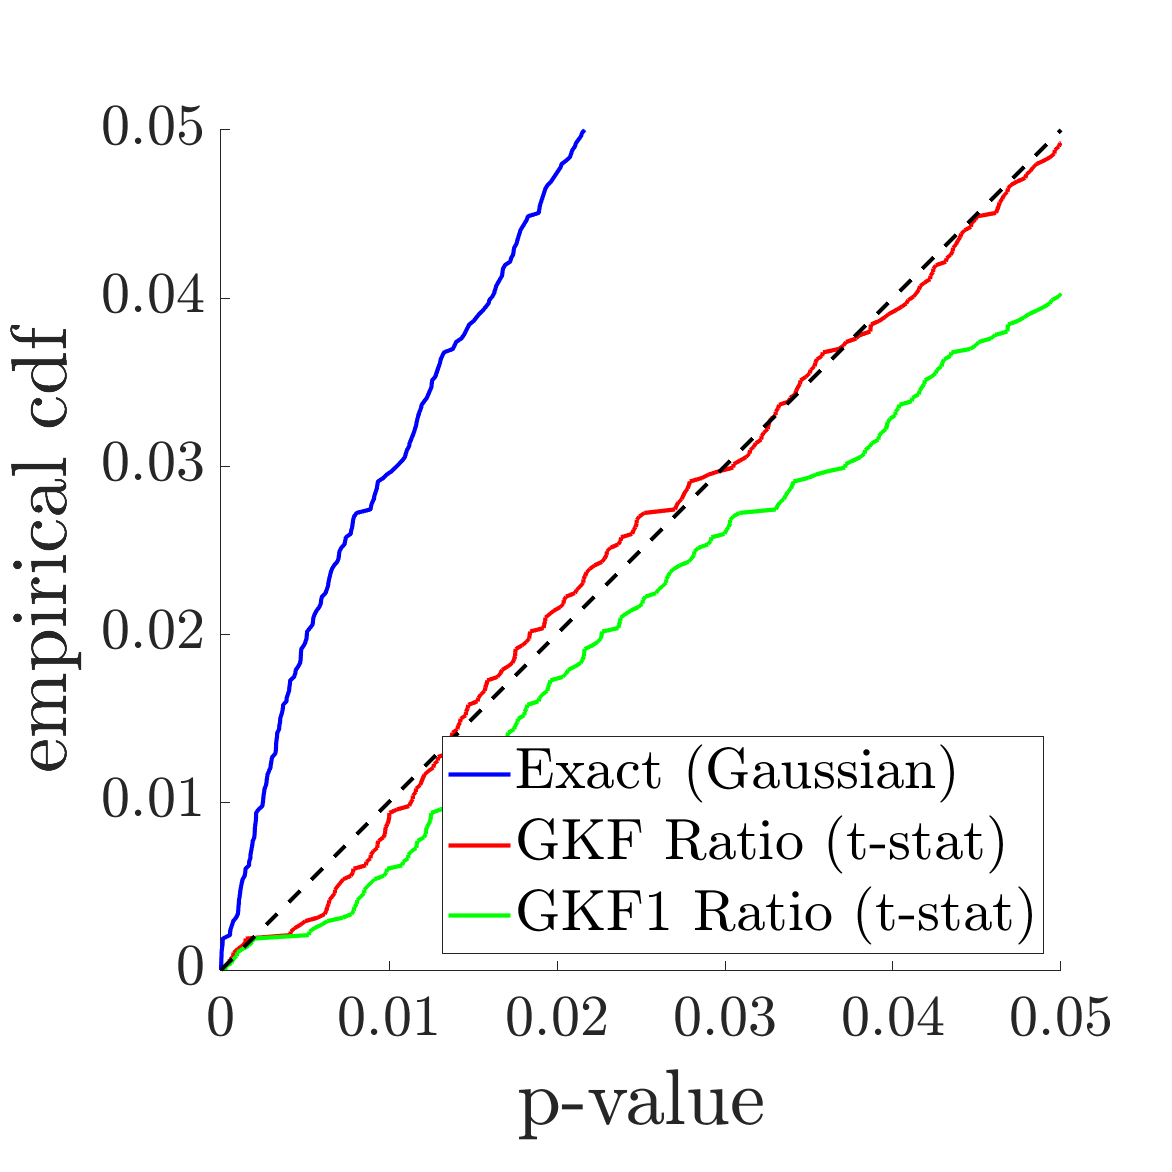 0.05
0.04
0.03
0.02
0.01
0
empirical cdf
Exact (Gaussian)
GKF Ratio (t-stat)
GKF1 Ratio (t-stat)
0 0.01 0.02 0.03 0.04 0.05
p-value